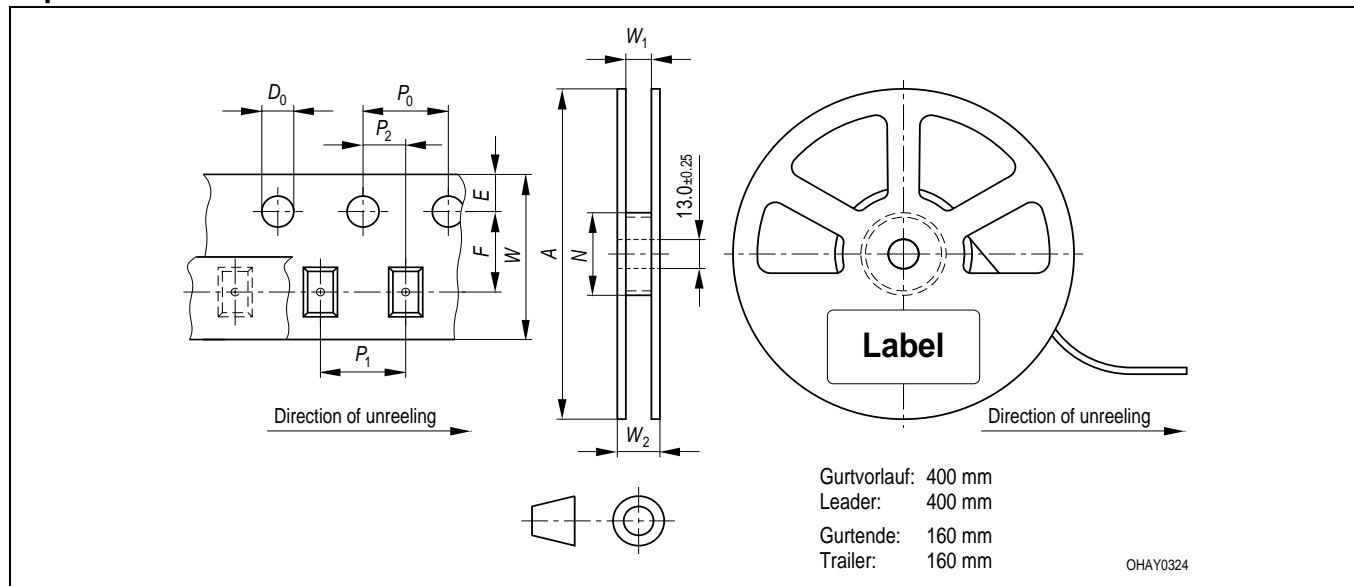 W1
D0
P0
P2
E
F
W
A
N
13.0±0.25
P1
Label
Direction of unreeling
W2
Direction of unreeling
Gurtvorlauf: 400 mm
Leader: 400 mm
Gurtende: 160 mm
Trailer: 160 mm
OHAY0324